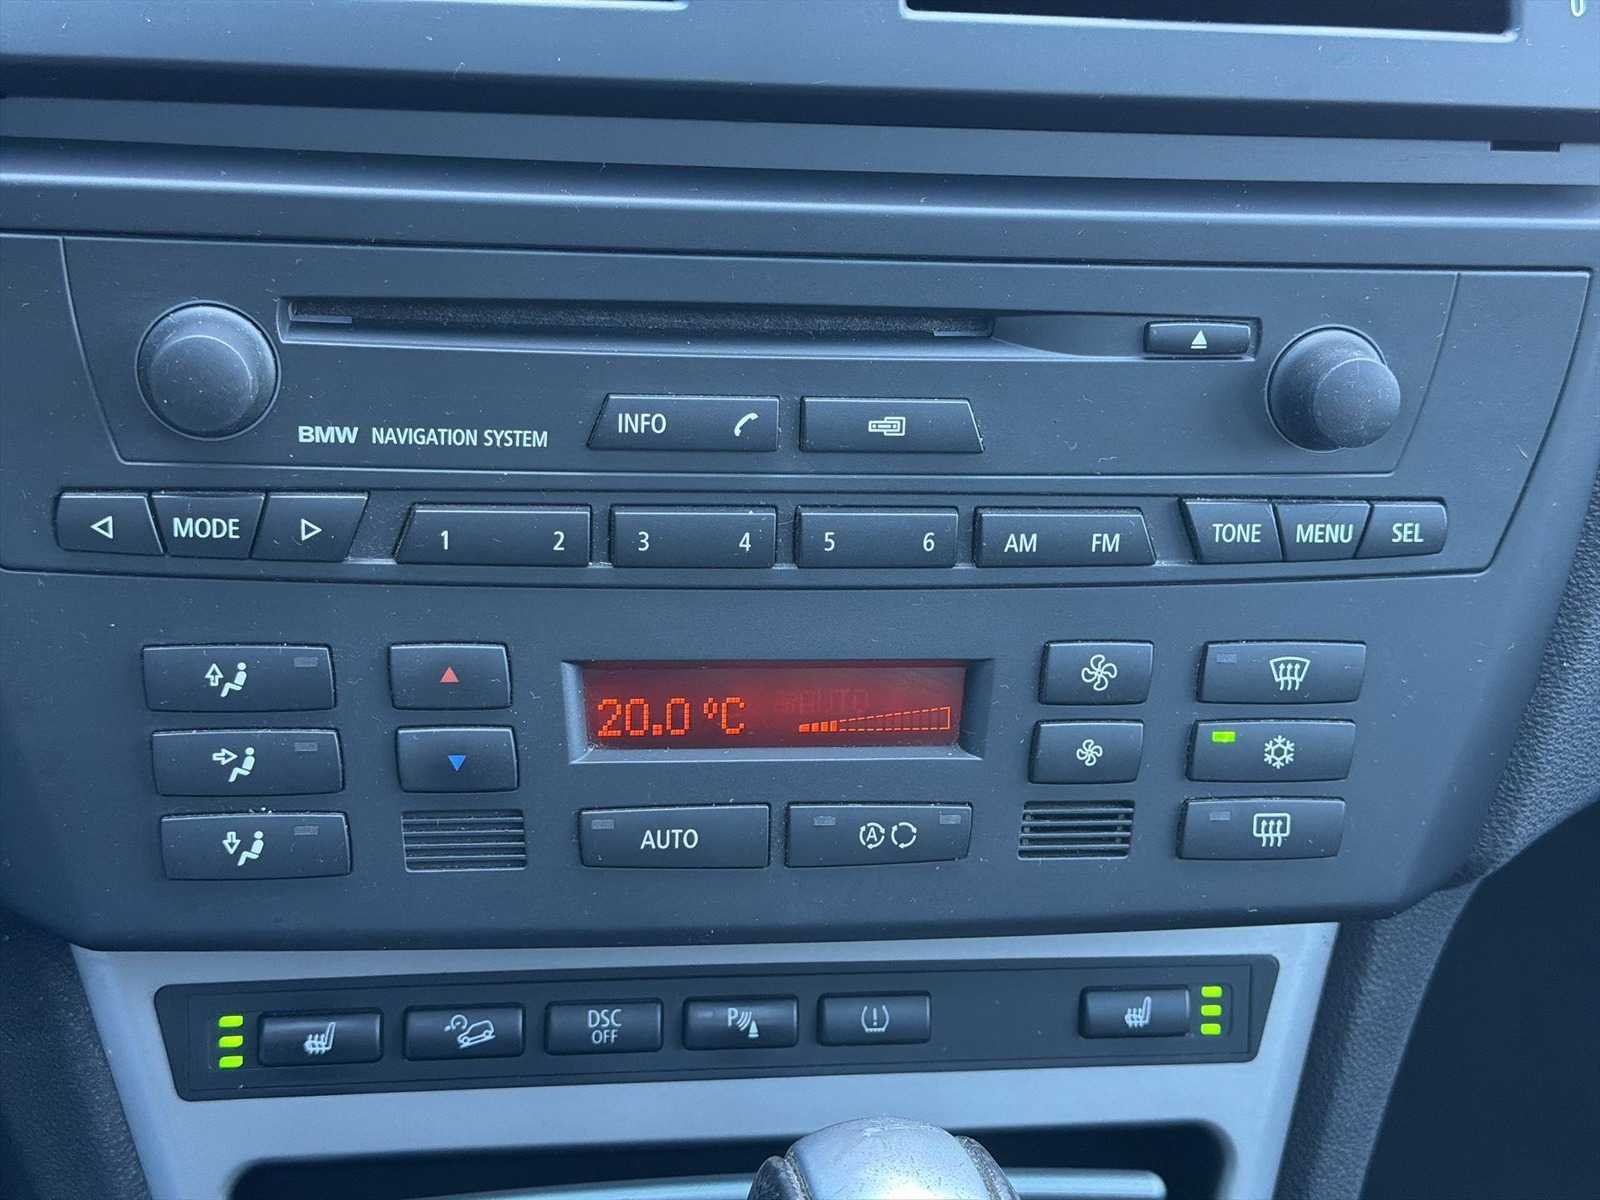 BMW NAVIGATION SYSTEM
INFO
MODE
1 2 3 4 5 6 AM FM
TONE MENU SEL
20.0 °C
AUTO
AUTO
A
DSC
OFF
P